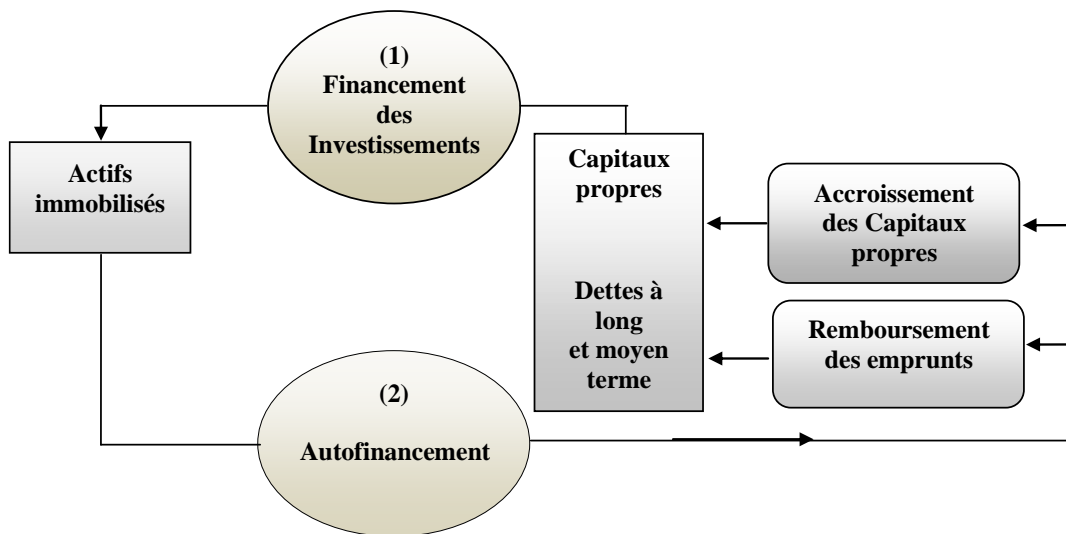 (1)
Financement
des
Investissements
Actifs
immobilisés
Capitaux
propres
Dettes à
long
et moyen
terme
Accroissement
des Capitaux
propres
Remboursement
des emprunts
(2)
Autofinancement